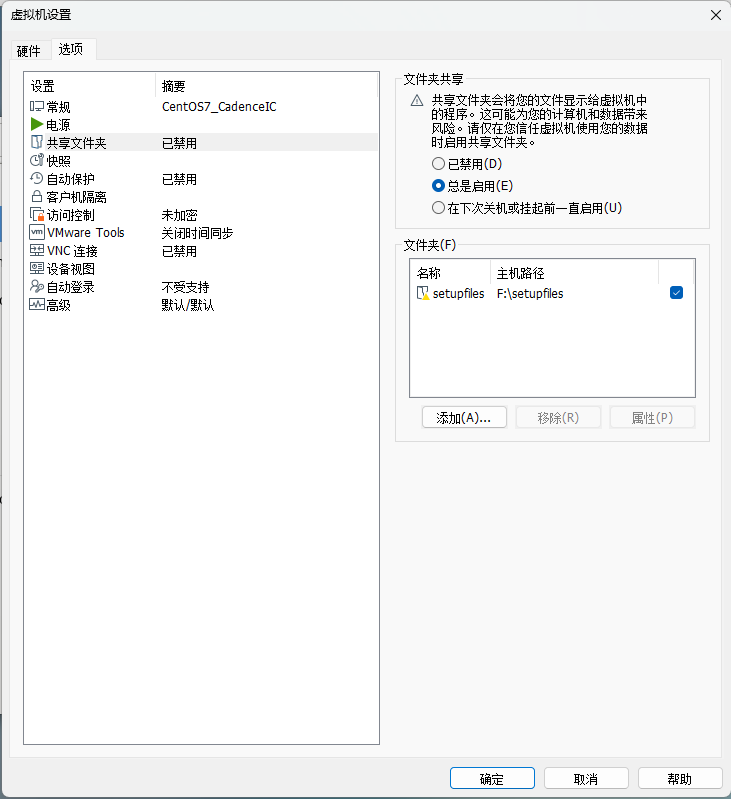 虚拟机设置
硬件 选项
设置 摘要
常规 CentOS7_CadenceIC
电源
共享文件夹 已禁用
快照
自动保护 已禁用
客户机隔离
访问控制 未加密
VMware Tools 关闭时间同步
VNC 连接 已禁用
设备视图
自动登录 不受支持
高级 默认/默认
文件夹共享
共享文件夹会将您的文件显示给虚拟机中
的程序。这可能为您的计算机和数据带来
风险。请仅在您信任虚拟机使用您的数据
时启用共享文件夹。
已禁用(D)
总是启用(E)
在下次关机或挂起前一直启用(U)
文件夹(F)
名称 主机路径
setupfiles F:\setupfiles
添加(A)... 移除(R) 属性(P)
确定 取消 帮助